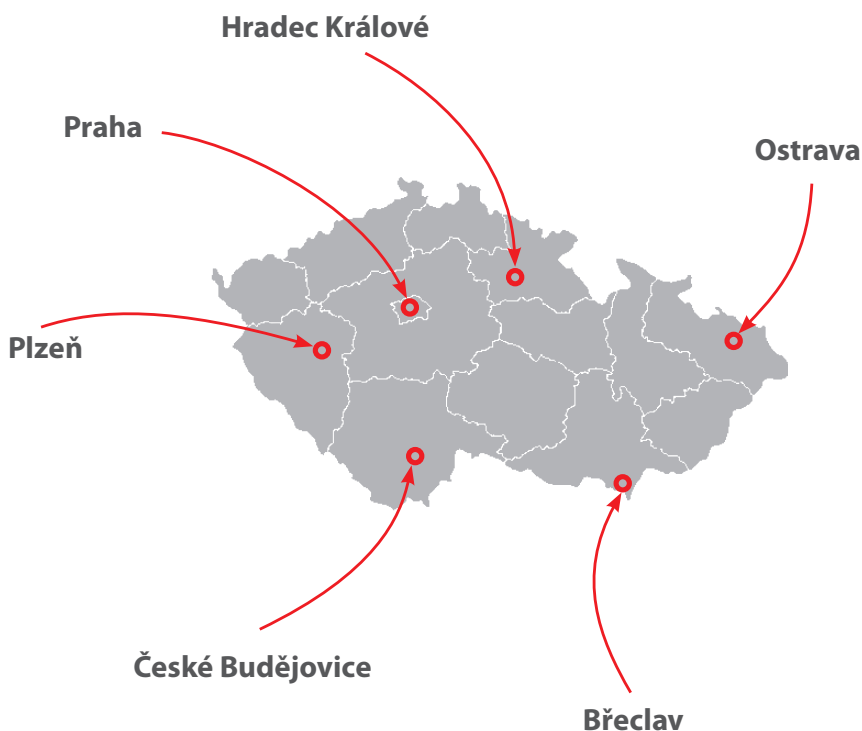 Hradec Králové
Praha
Ostrava
Plzeň
České Budějovice
Břeclav